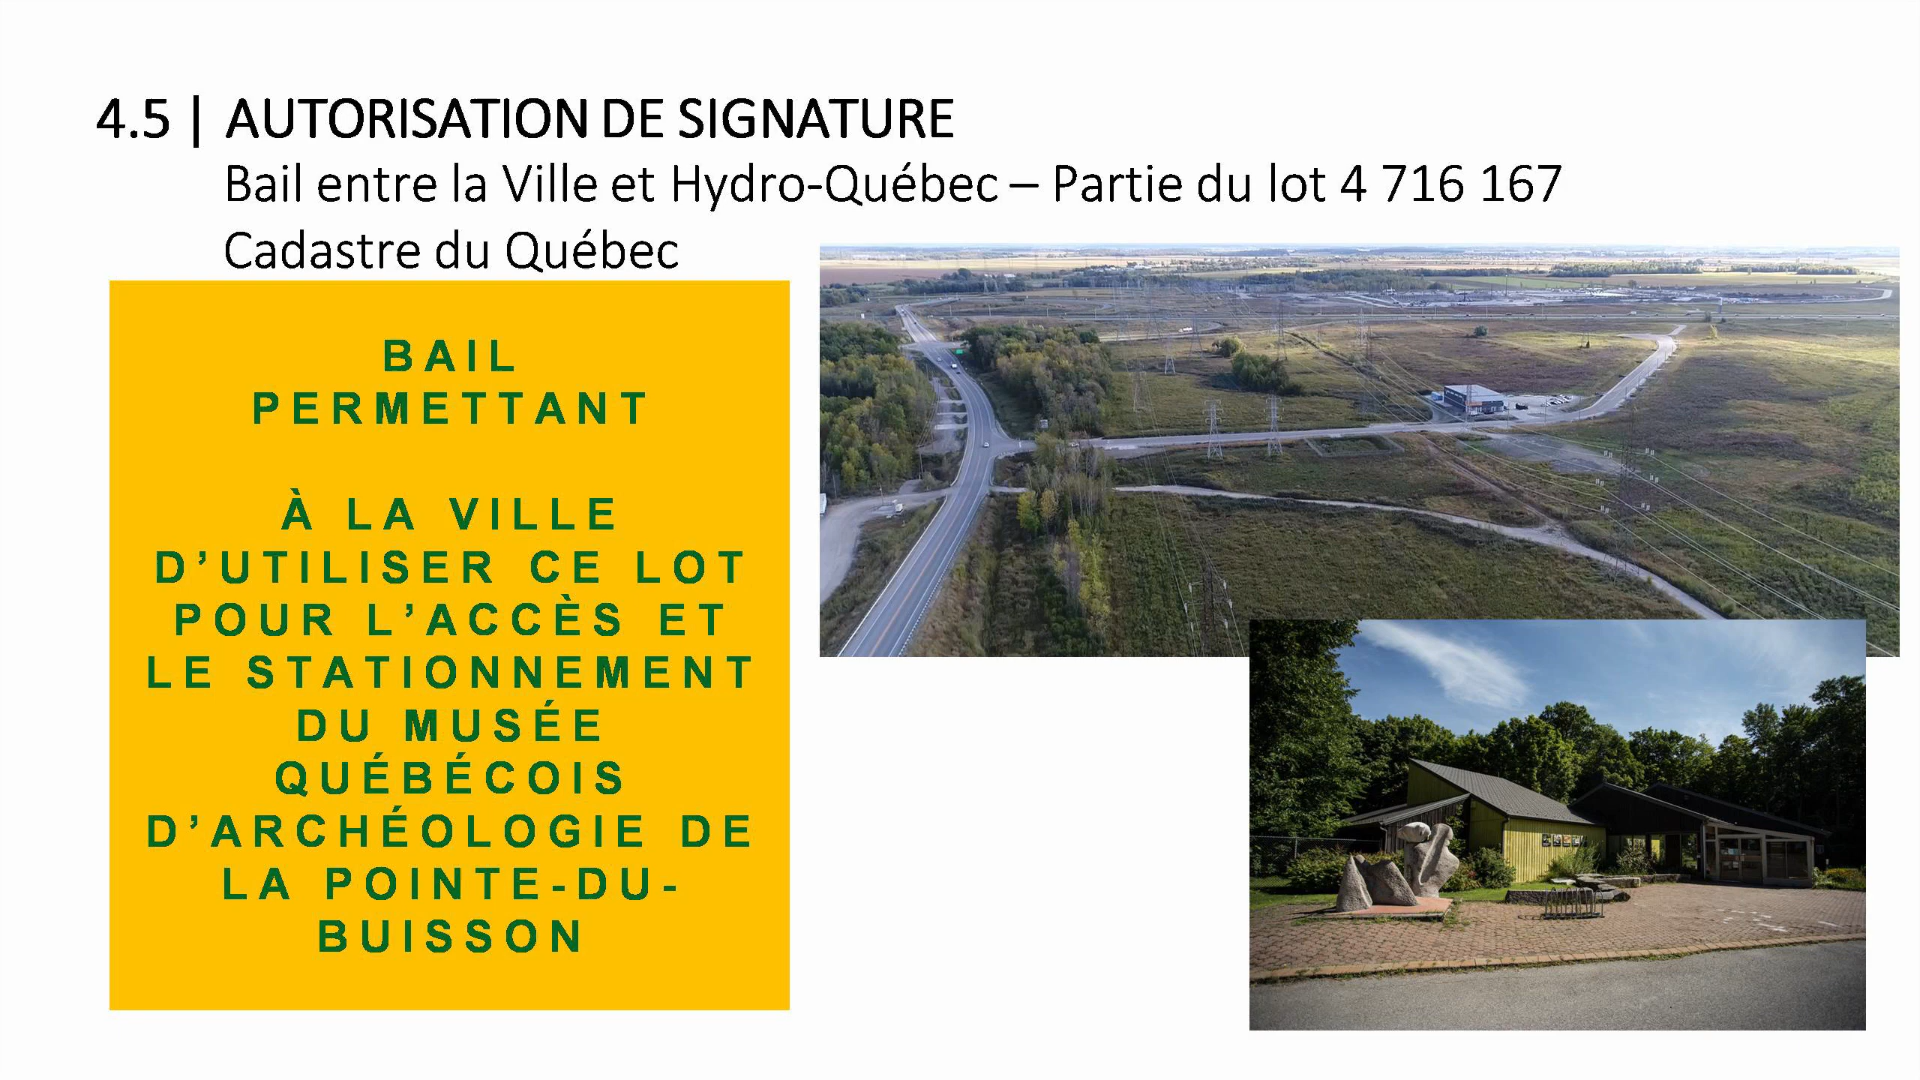 4.5 | AUTORISATION DE SIGNATURE
Bail entre la Ville et Hydro-Québec – Partie du lot 4 716 167
Cadastre du Québec
BAIL
PERMETTANT
À LA VILLE
D’UTILISER CE LOT
POUR L’ACCÈS ET
LE STATIONNEMENT
DU MUSÉE
QUÉBÉCOIS
D’ARCHÉOLOGIE DE
LA POINTE-DU-
BUISSON